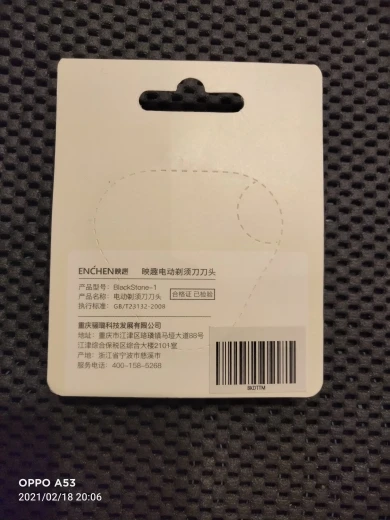 ENCHEN映趣 映趣电动剃须刀刀头
产品型号：BlackStone-1
产品名称：电动剃须刀刀头 合格证 已检验
执行标准：GB/T23132-2008
重庆骊璐科技发展有限公司
地址：重庆市江津区珞璜镇马垣大道88号
江津综合保税区综合大楼2101室
产地：浙江省宁波市慈溪市
服务电话：400-158-5268
BKDTTM
OPPO A53
2021/02/18 20:06